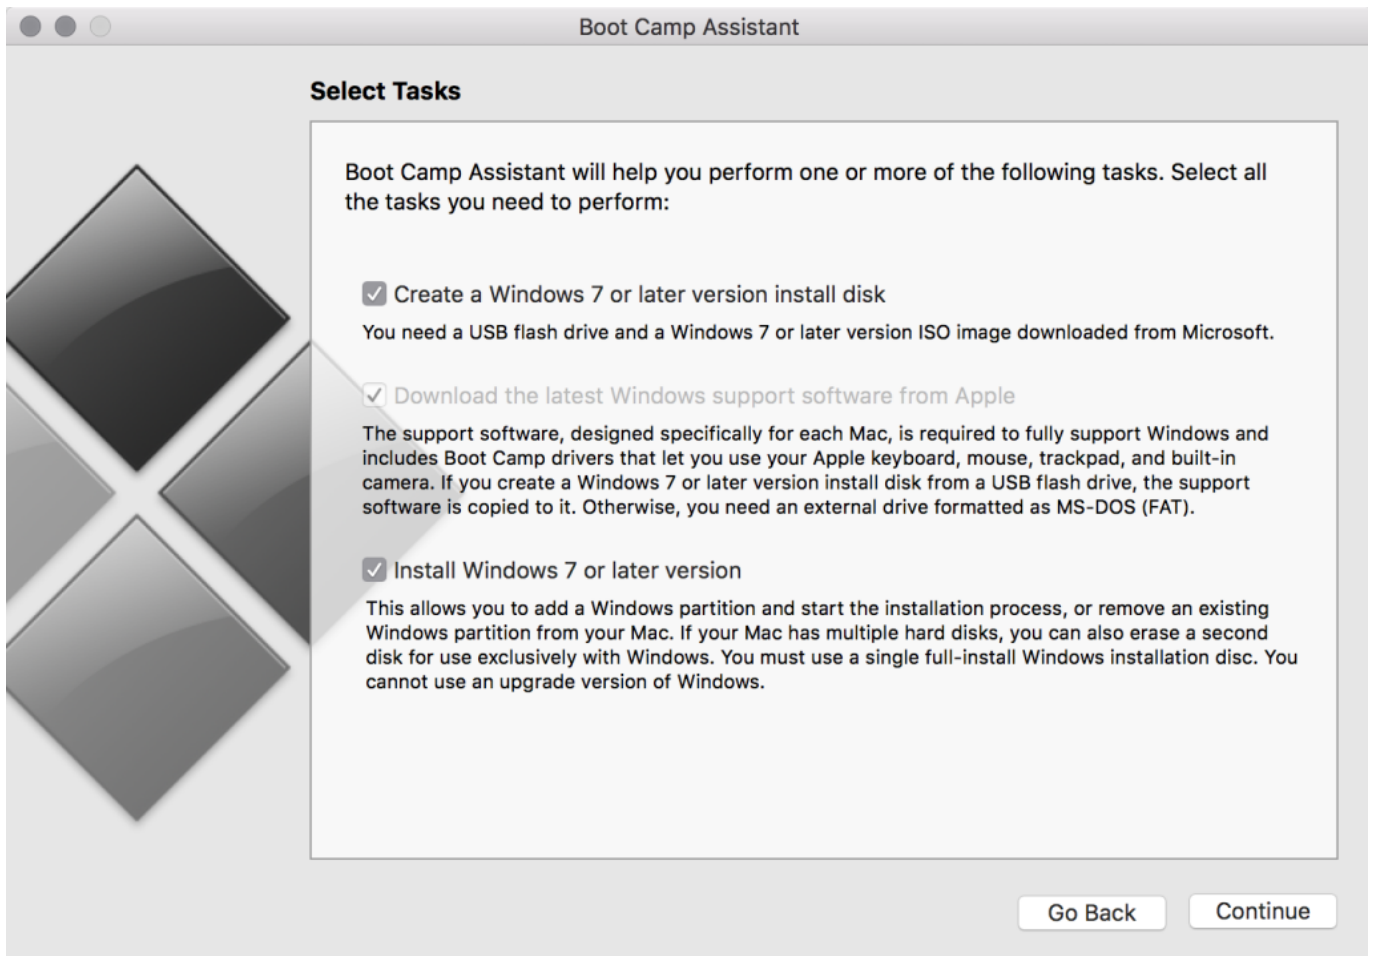 Boot Camp Assistant
Select Tasks
Boot Camp Assistant will help you perform one or more of the following tasks. Select all
the tasks you need to perform:
Create a Windows 7 or later version install disk
You need a USB flash drive and a Windows 7 or later version ISO image downloaded from Microsoft.
Download the latest Windows support software from Apple
The support software, designed specifically for each Mac, is required to fully support Windows and
includes Boot Camp drivers that let you use your Apple keyboard, mouse, trackpad, and built-in
camera. If you create a Windows 7 or later version install disk from a USB flash drive, the support
software is copied to it. Otherwise, you need an external drive formatted as MS-DOS (FAT).
Install Windows 7 or later version
This allows you to add a Windows partition and start the installation process, or remove an existing
Windows partition from your Mac. If your Mac has multiple hard disks, you can also erase a second
disk for use exclusively with Windows. You must use a single full-install Windows installation disc. You
cannot use an upgrade version of Windows.
Go Back
Continue